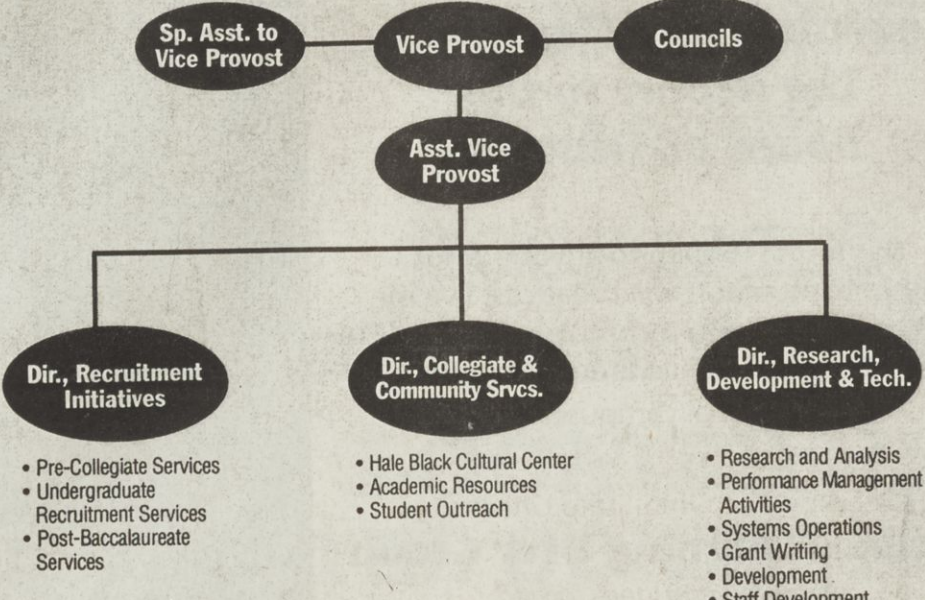 Sp. Asst. to
Vice Provost
Vice Provost
Councils
Asst. Vice
Provost
Dir., Recruitment
Initiatives
• Pre-Collegiate Services
• Undergraduate
Recruitment Services
• Post-Baccalaureate
Services
Dir., Collegiate &
Community Srvcs.
• Hale Black Cultural Center
• Academic Resources
• Student Outreach
Dir., Research,
Development & Tech.
• Research and Analysis
• Performance Management
Activities
• Systems Operations
• Grant Writing
• Development
• Staff Development